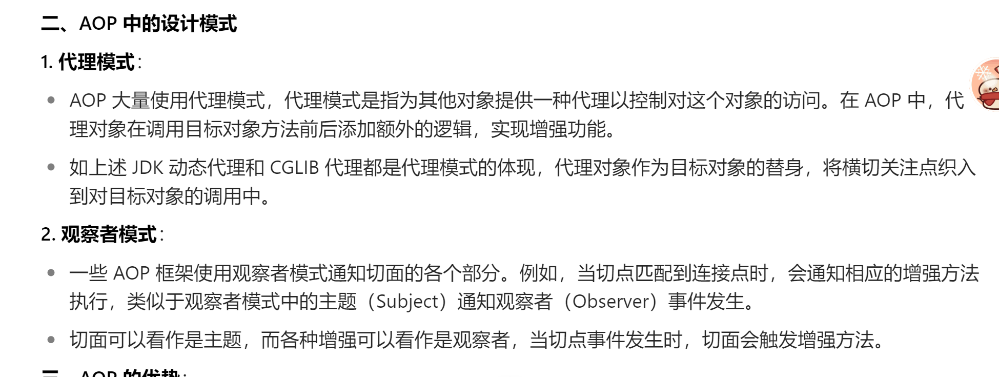 二、AOP 中的设计模式
1. 代理模式：
AOP 大量使用代理模式，代理模式是指为其他对象提供一种代理以控制对这个对象的访问。在 AOP 中，代
理对象在调用目标对象方法前后添加额外的逻辑，实现增强功能。
如上述 JDK 动态代理和 CGLIB 代理都是代理模式的体现，代理对象作为目标对象的替身，将横切关注点织入
到对目标对象的调用中。
2. 观察者模式：
一些 AOP 框架使用观察者模式通知切面的各个部分。例如，当切点匹配到连接点时，会通知相应的增强方法
执行，类似于观察者模式中的主题（Subject）通知观察者（Observer）事件发生。
切面可以看作是主题，而各种增强可以看作是观察者，当切点事件发生时，切面会触发增强方法。
三、AOP 的优势：